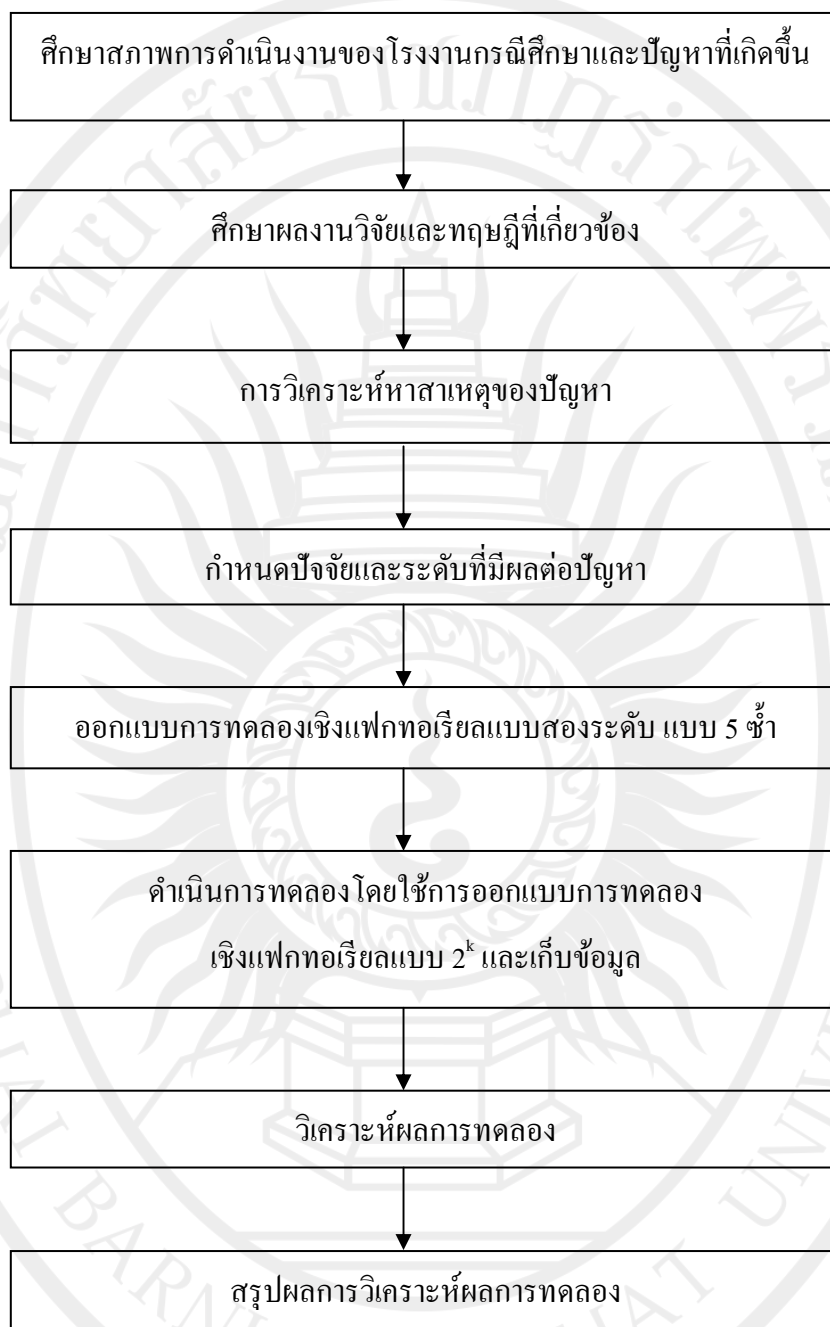 ศึกษาสภาพการดำเนินงานของโรงงานกรณีศึกษาและปัญหาที่เกิดขึ้น
ศึกษาผลงานวิจัยและทฤษฎีที่เกี่ยวข้อง
การวิเคราะห์หาสาเหตุของปัญหา
กำหนดปัจจัยและระดับที่มีผลต่อปัญหา
ออกแบบการทดลองเชิงแฟกทอเรียลแบบสองระดับ แบบ 5 ซ้ำ
ดำเนินการทดลองโดยใช้การออกแบบการทดลอง
เชิงแฟกทอเรียลแบบ 2ᵏ และเก็บข้อมูล
วิเคราะห์ผลการทดลอง
สรุปผลการวิเคราะห์ผลการทดลอง